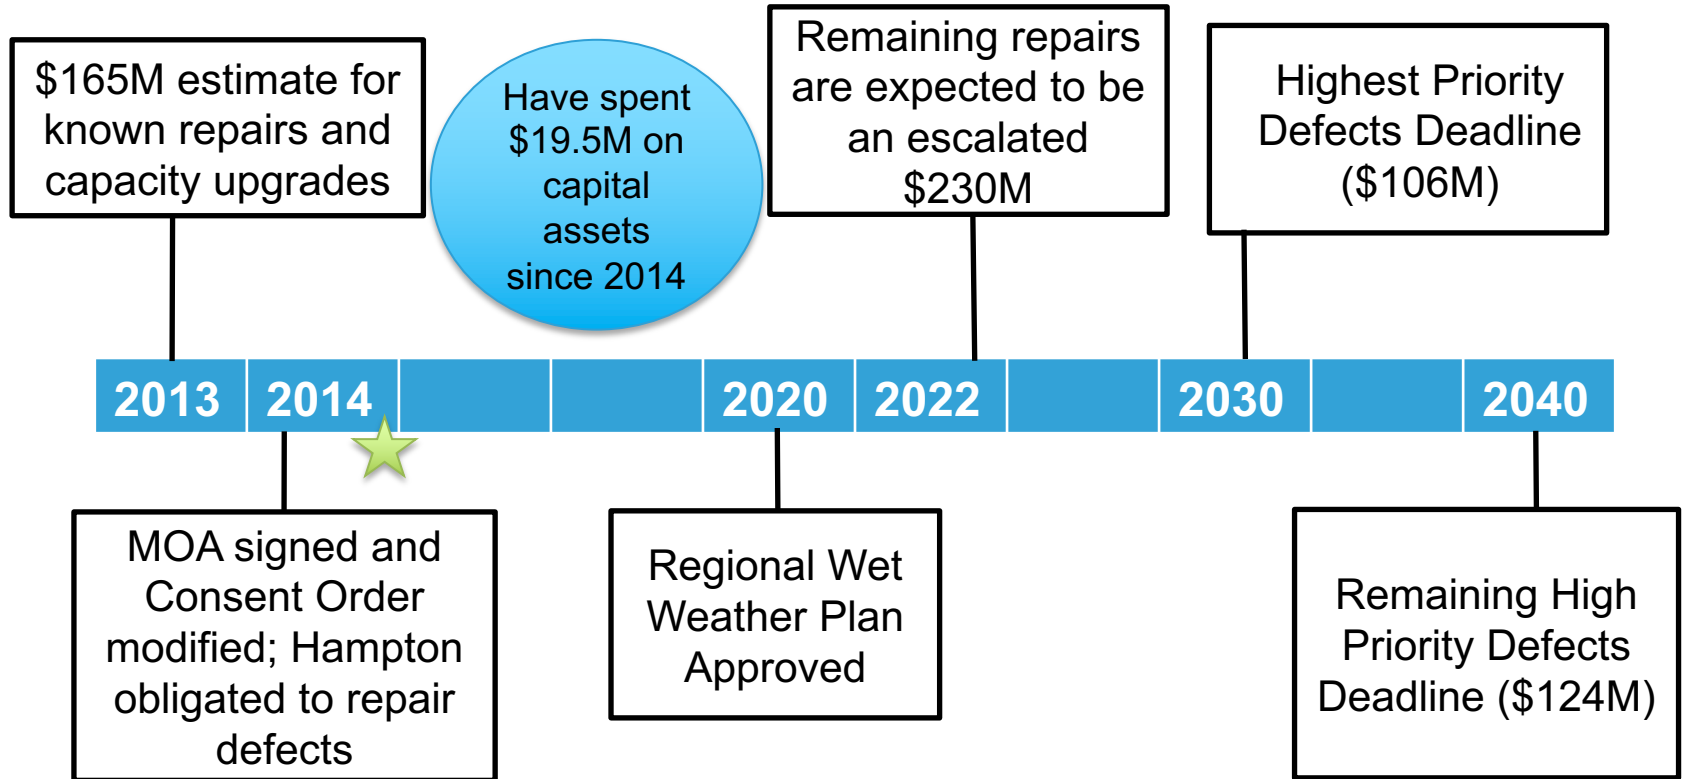 $165M estimate for
known repairs and
capacity upgrades
Have spent
$19.5M on
capital
assets
since 2014
Remaining repairs
are expected to be
an escalated
$230M
Highest Priority
Defects Deadline
($106M)
2013 2014 2020 2022 2030 2040
MOA signed and
Consent Order
modified; Hampton
obligated to repair
defects
Regional Wet
Weather Plan
Approved
Remaining High
Priority Defects
Deadline ($124M)